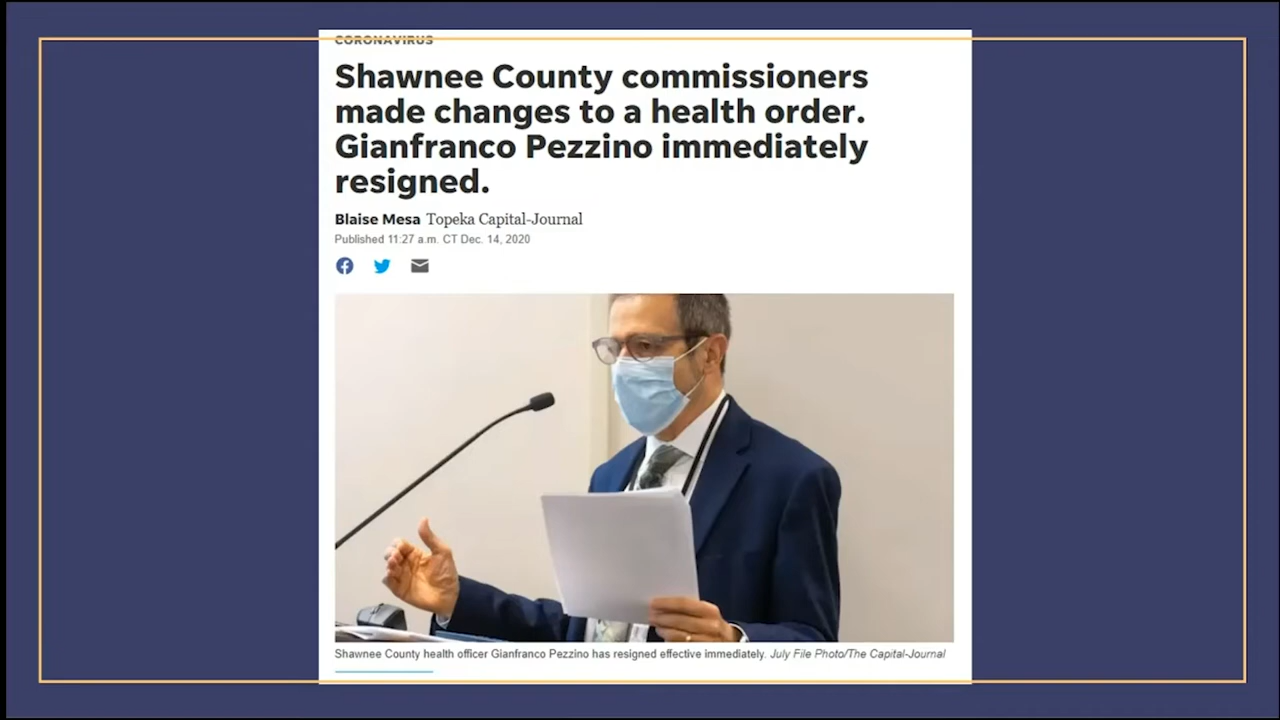 CORONAVIRUS
Shawnee County commissioners
made changes to a health order.
Gianfranco Pezzino immediately
resigned.
Blaise Mesa Topeka Capital-Journal
Published 11:27 a.m. CT Dec. 14, 2020
Shawnee County health officer Gianfranco Pezzino has resigned effective immediately. July File Photo/The Capital-Journal